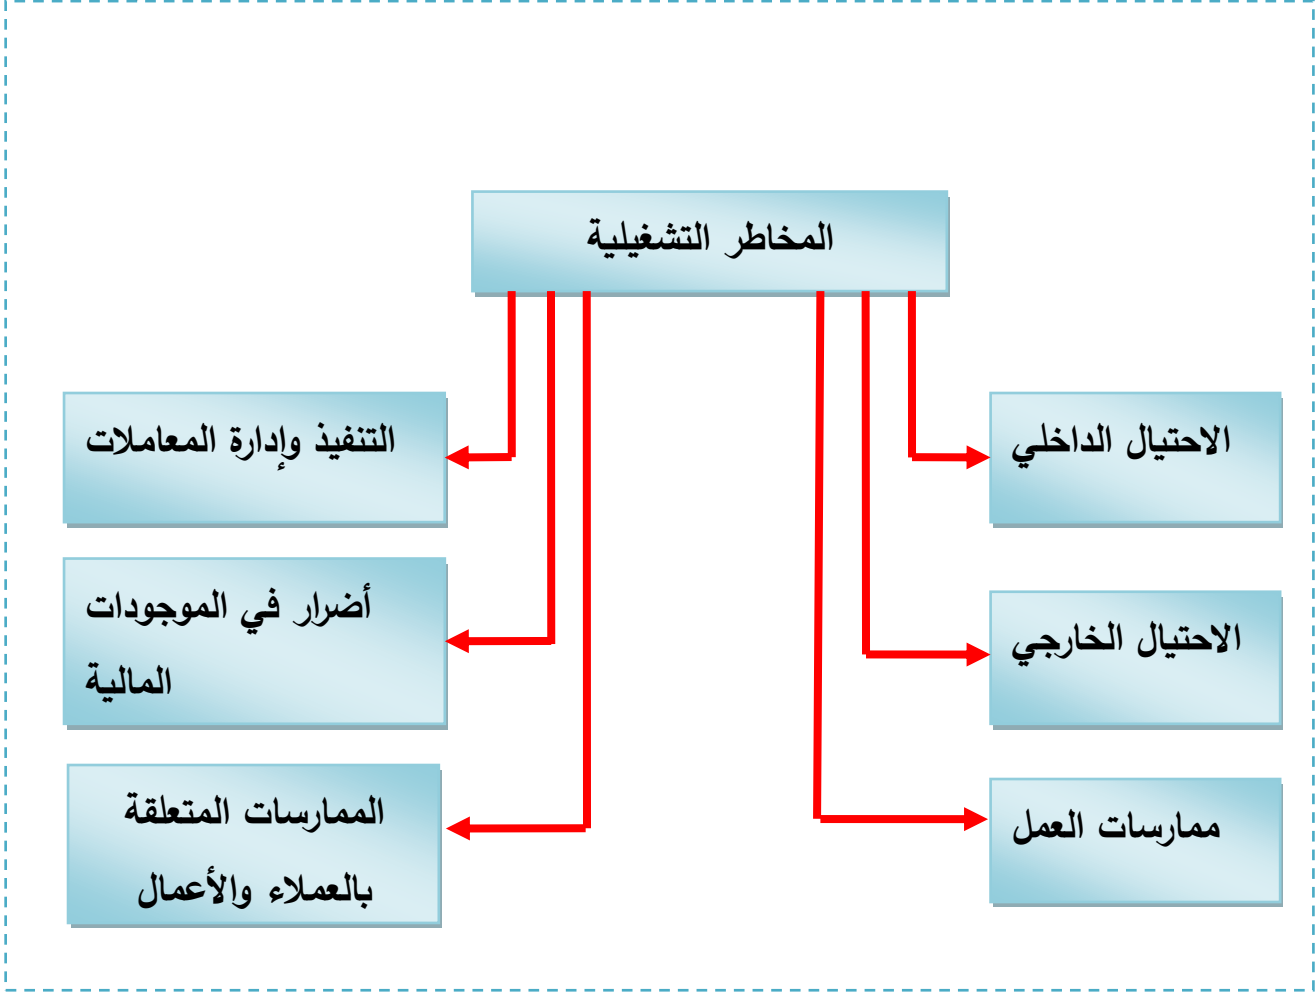 المخاطر التشغيلية
الاحتيال الداخلي
الاحتيال الخارجي
ممارسات العمل
التنفيذ وإدارة المعاملات
أضرار في الموجودات
المالية
الممارسات المتعلقة
بالعملاء والأعمال